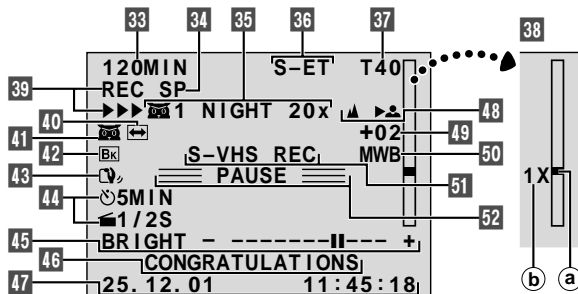 33 34 35 36 37 38
120MIN S-ET T40
39 REC SP
1 NIGHT 20x 48
40
41 +02 49
42 BK MWB 50
S-VHS REC 51
43 PAUSE 52
1X
44 5MIN
1/2S
45 BRIGHT - -------▮▮--- +
46 CONGRATULATIONS b a
47 25.12.01 11:45:18